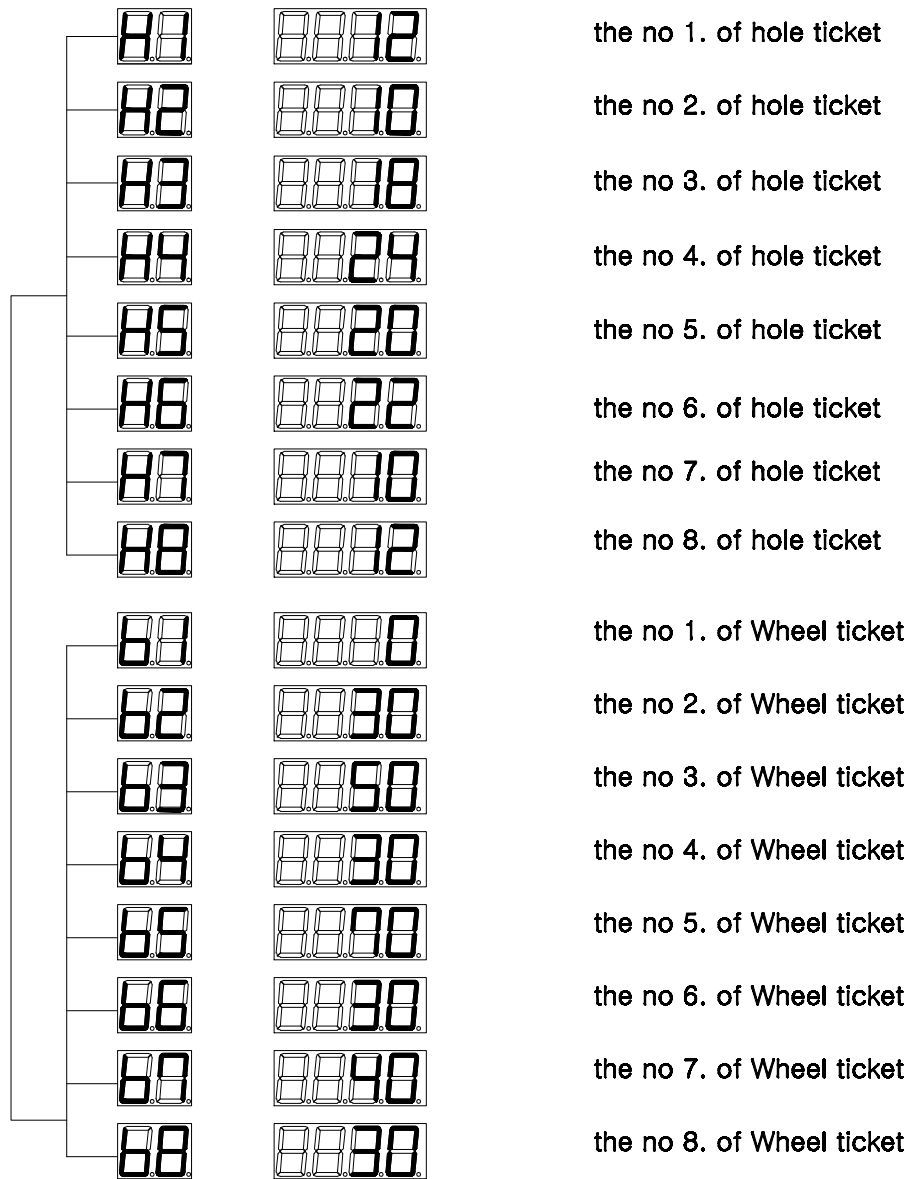 H1 12 the no 1. of hole ticket
H2 10 the no 2. of hole ticket
H3 18 the no 3. of hole ticket
H4 24 the no 4. of hole ticket
H5 20 the no 5. of hole ticket
H6 22 the no 6. of hole ticket
H7 10 the no 7. of hole ticket
H8 12 the no 8. of hole ticket
b1 0 the no 1. of Wheel ticket
b2 30 the no 2. of Wheel ticket
b3 50 the no 3. of Wheel ticket
b4 30 the no 4. of Wheel ticket
b5 70 the no 5. of Wheel ticket
b6 30 the no 6. of Wheel ticket
b7 40 the no 7. of Wheel ticket
b8 30 the no 8. of Wheel ticket